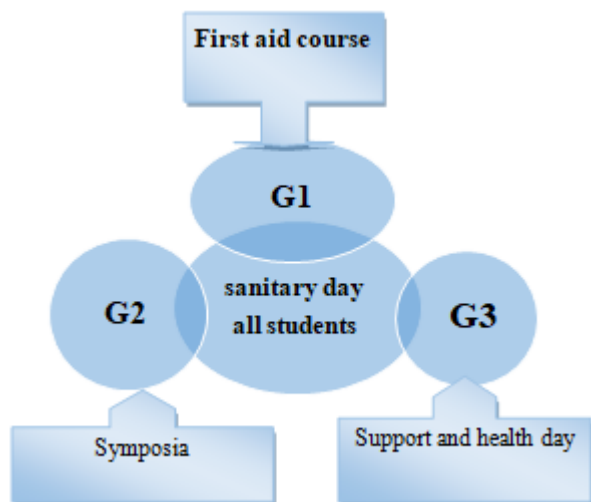 First aid course
G1
sanitary day
all students
G2
G3
Symposia
Support and health day